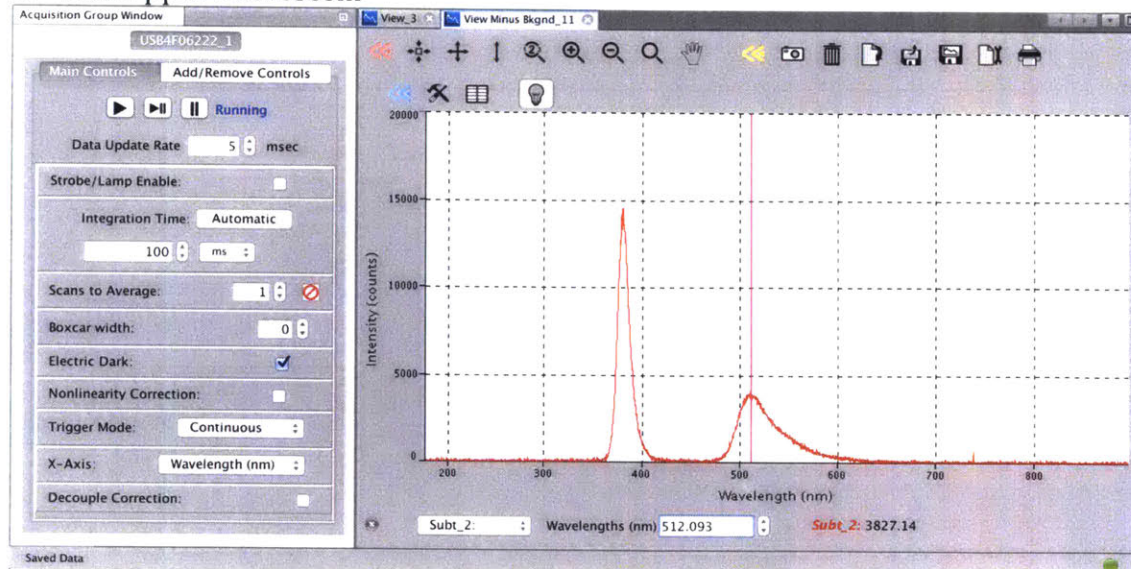 Acquisition Group Window
USB4F06222_1
Main Controls Add/Remove Controls
Running
Data Update Rate 5 msec
Strobe/Lamp Enable:
Integration Time: Automatic
100 ms
Scans to Average: 1
Boxcar width: 0
Electric Dark:
Nonlinearity Correction:
Trigger Mode: Continuous
X-Axis: Wavelength (nm)
Decouple Correction:
Saved Data
View_3 View Minus Bkgnd_11
20000
15000
10000
5000
0
Intensity (counts)
200 300 400 500 600 700 800
Wavelength (nm)
Subt_2: Wavelengths (nm) 512.093 Subt_2: 3827.14